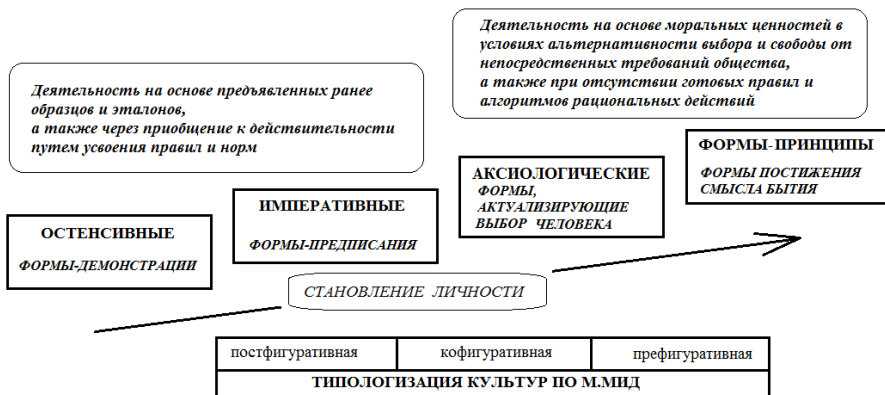 Деятельность на основе моральных ценностей в
условиях альтернативности выбора и свободы от
непосредственных требований общества,
а также при отсутствии готовых правил и
алгоритмов рациональных действий
Деятельность на основе предъявленных ранее
образцов и эталонов,
а также через приобщение к действительности
путем усвоения правил и норм
ОСТЕНСИВНЫЕ
ФОРМЫ-ДЕМОНСТРАЦИИ
ИМПЕРАТИВНЫЕ
ФОРМЫ-ПРЕДПИСАНИЯ
АКСИОЛОГИЧЕСКИЕ
ФОРМЫ,
АКТУАЛИЗИРУЮЩИЕ
ВЫБОР ЧЕЛОВЕКА
ФОРМЫ-ПРИНЦИПЫ
ФОРМЫ ПОСТИЖЕНИЯ
СМЫСЛА БЫТИЯ
СТАНОВЛЕНИЕ ЛИЧНОСТИ
постфигуративная
кофигуративная
префигуративная
ТИПОЛОГИЗАЦИЯ КУЛЬТУР ПО М.МИД